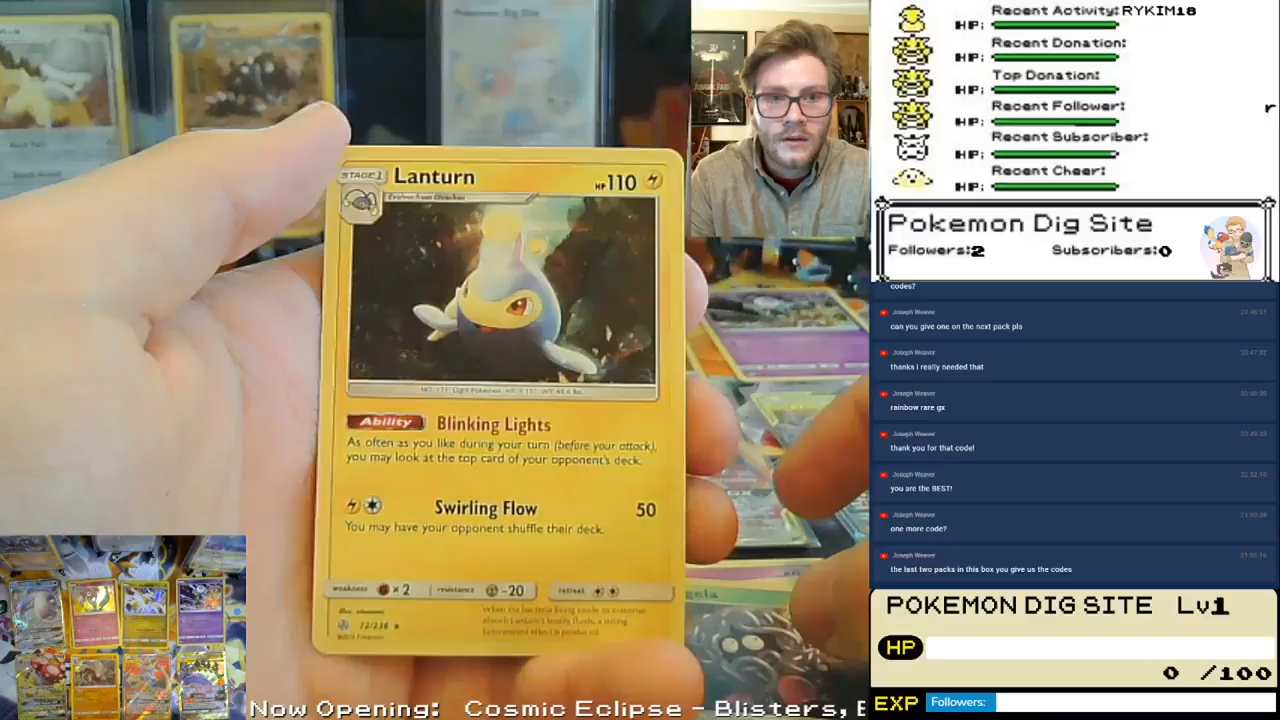 STAGE 1
Lanturn
HP 110
Evolves from Chinchou
Ability Blinking Lights
As often as you like during your turn (before your attack),
you may look at the top card of your opponent's deck.
Swirling Flow 50
You may have your opponent shuffle their deck.
weakness × 2 resistance -20 retreat
72/236
Recent Activity: RYKIM18
HP:
Recent Donation:
HP:
Top Donation:
HP:
Recent Follower:
r
HP:
Recent Subscriber:
HP:
Recent Cheer:
HP:
Pokemon Dig Site
Followers:2 Subscribers:0
codes?
Joseph Weaver
can you give one on the next pack pls
Joseph Weaver
thanks i really needed that
Joseph Weaver
rainbow rare gx
Joseph Weaver
thank you for that code!
Joseph Weaver
you are the BEST!
Joseph Weaver
one more code?
Joseph Weaver
the last two packs in this box you give us the codes
POKEMON DIG SITE Lv1
HP
0 /100
EXP Followers:
Now Opening: Cosmic Eclipse - Blisters, E